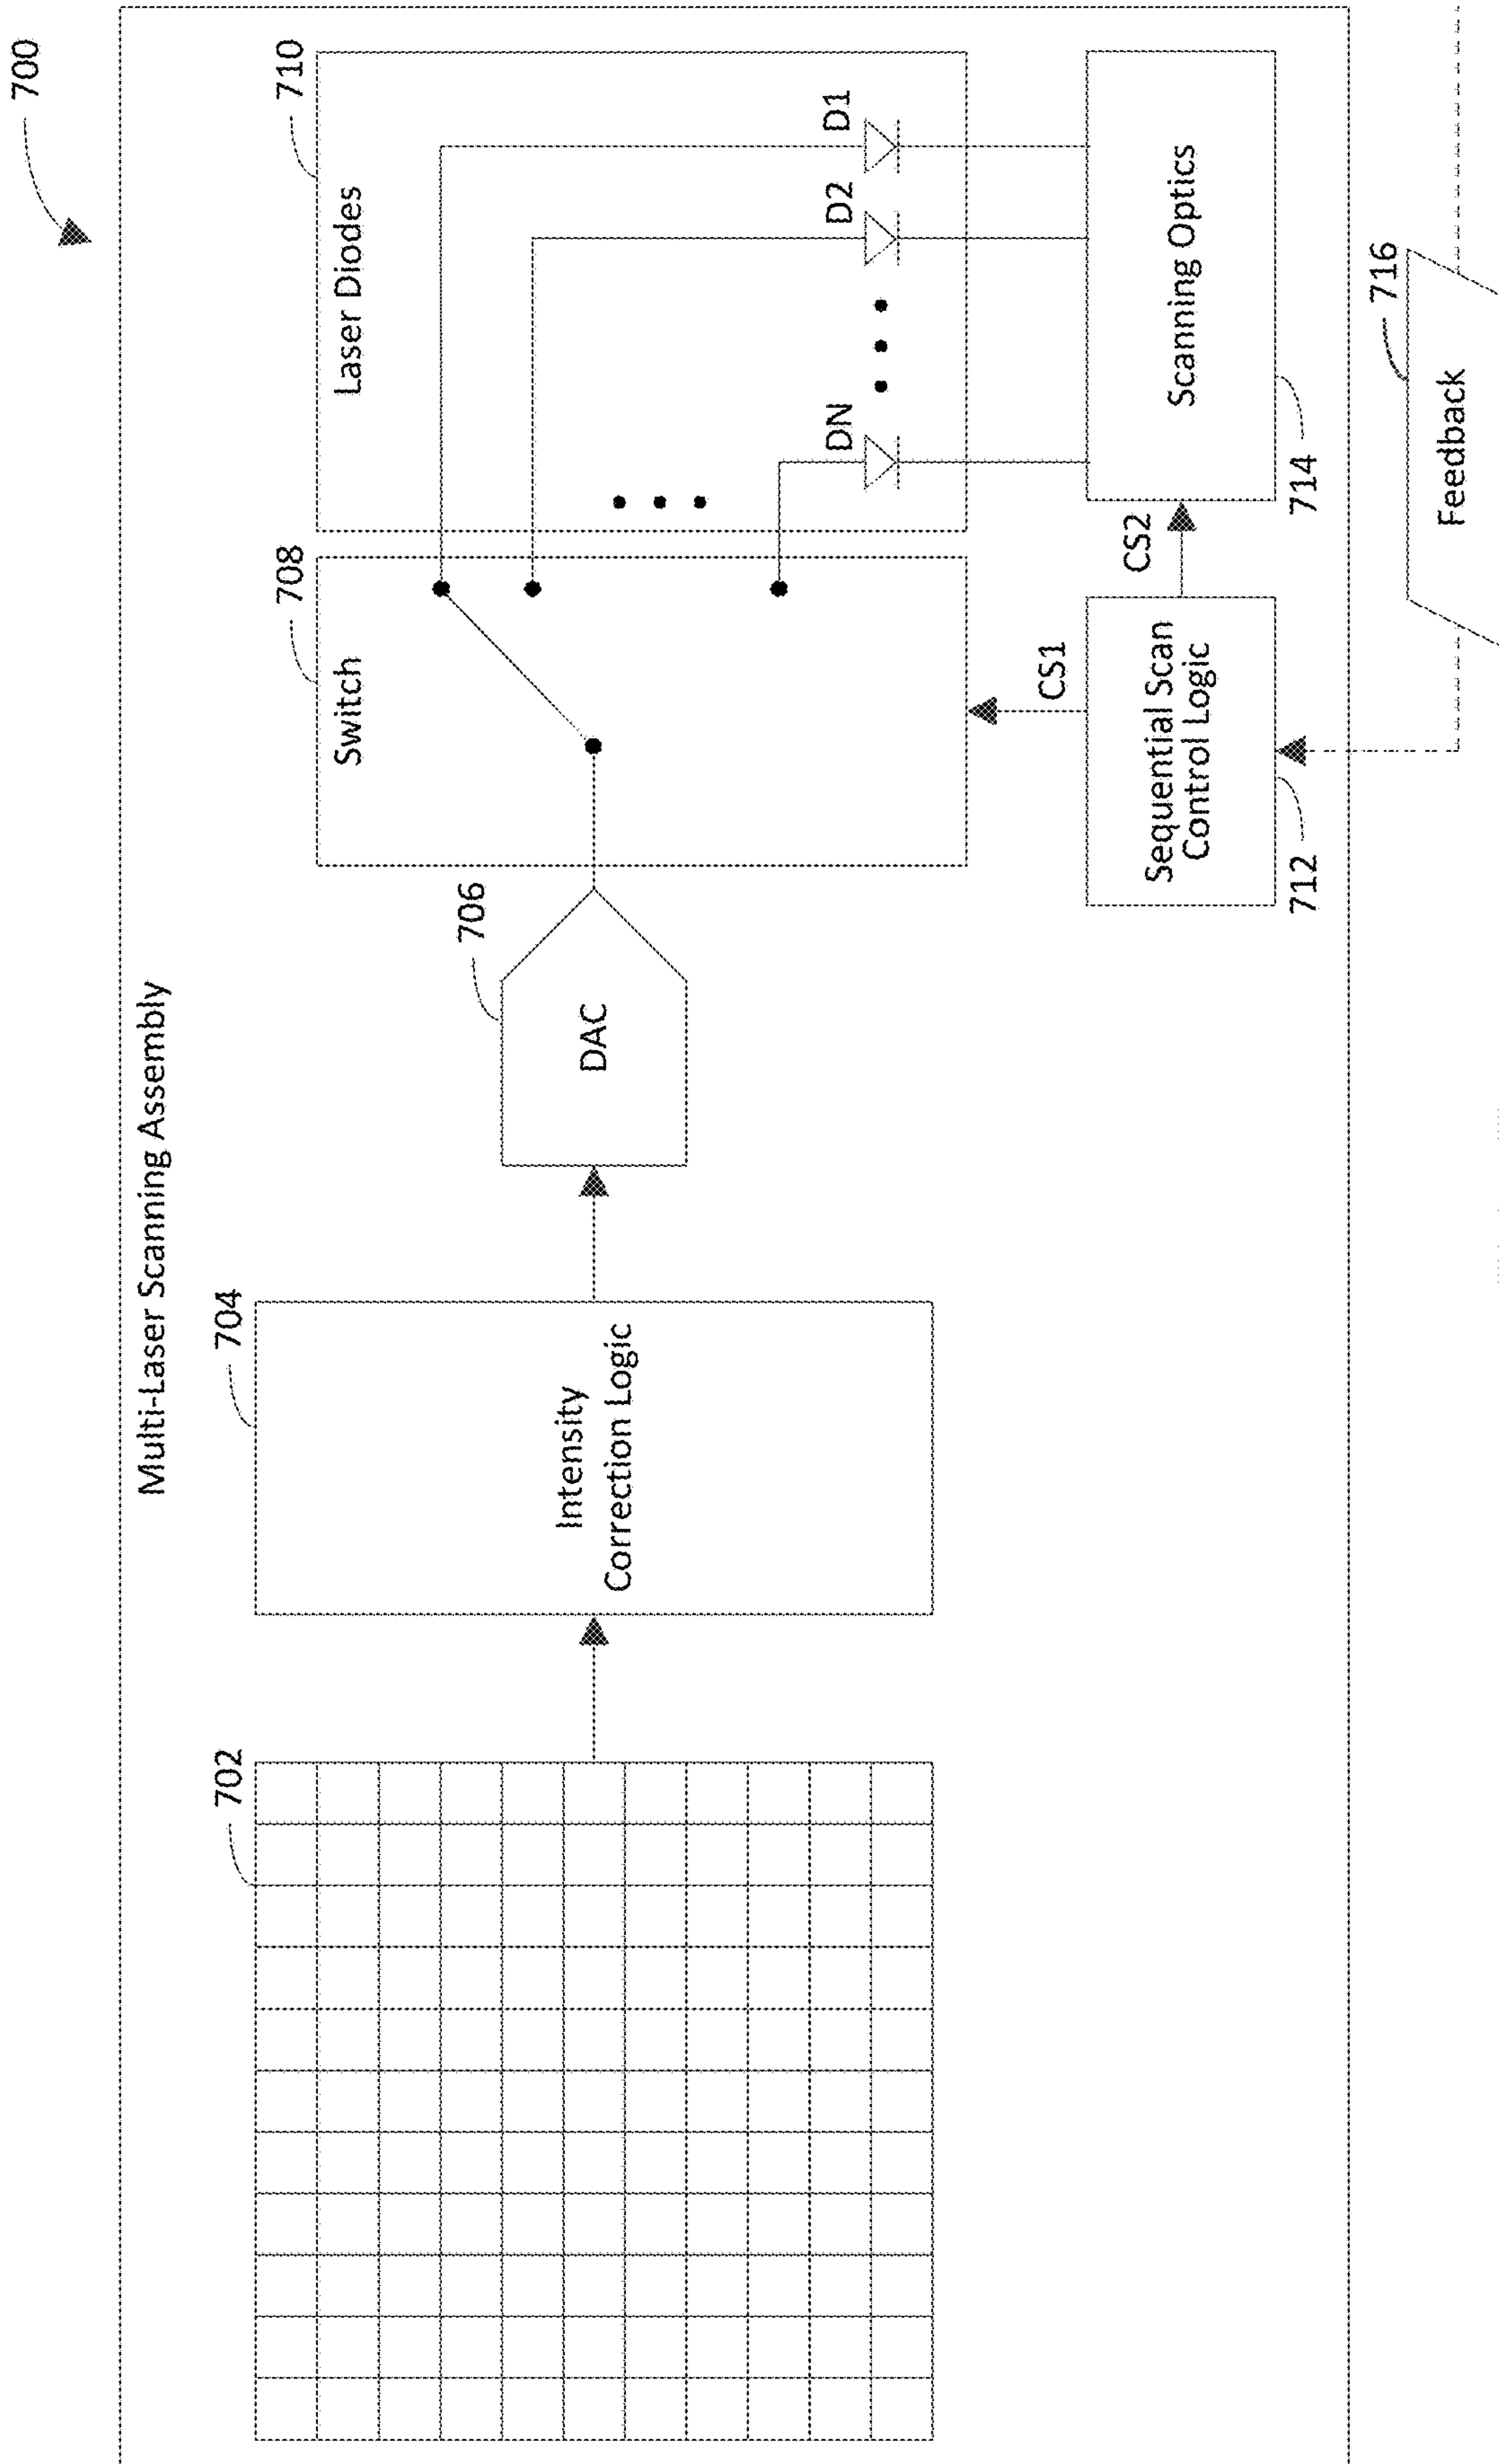 700
Multi-Laser Scanning Assembly
702
704
Intensity
Correction Logic
706
DAC
708
Switch
710
Laser Diodes
D1
D2
DN
CS1
CS2
Sequential Scan
Control Logic
712
Scanning Optics
714
716
Feedback